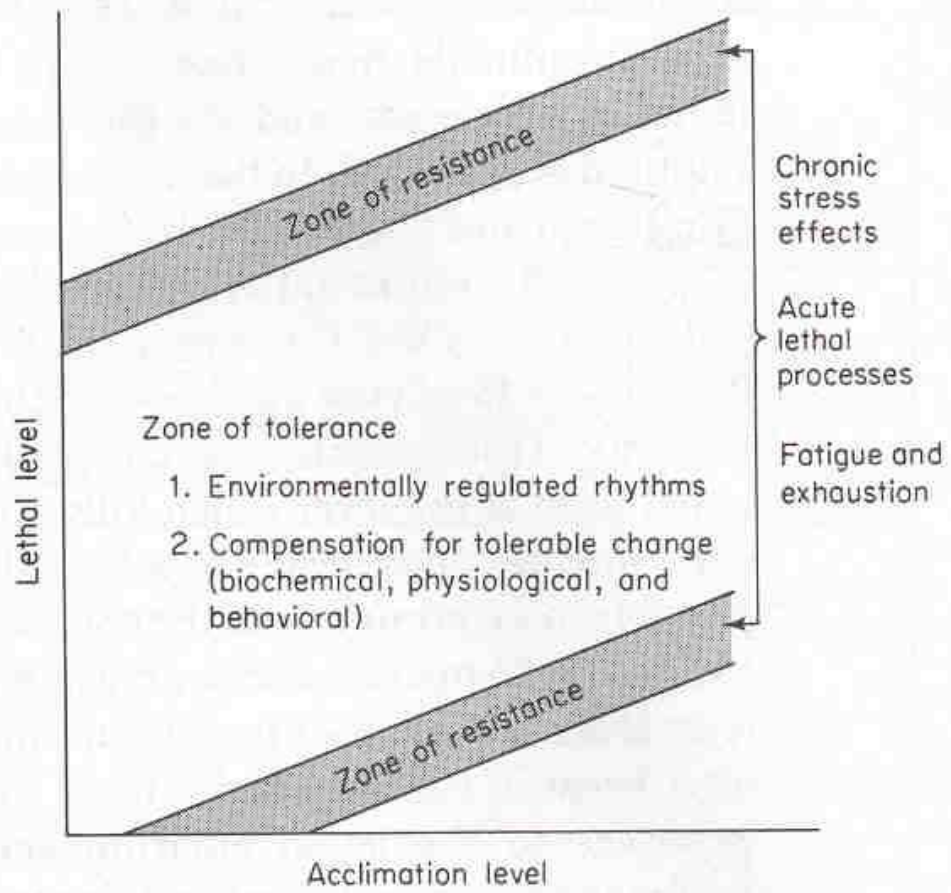 Zone of resistance
Chronic
stress
effects
Acute
lethal
processes
Fatigue and
exhaustion
Lethal level
Zone of tolerance
1. Environmentally regulated rhythms
2. Compensation for tolerable change
(biochemical, physiological, and
behavioral)
Zone of resistance
Acclimation level